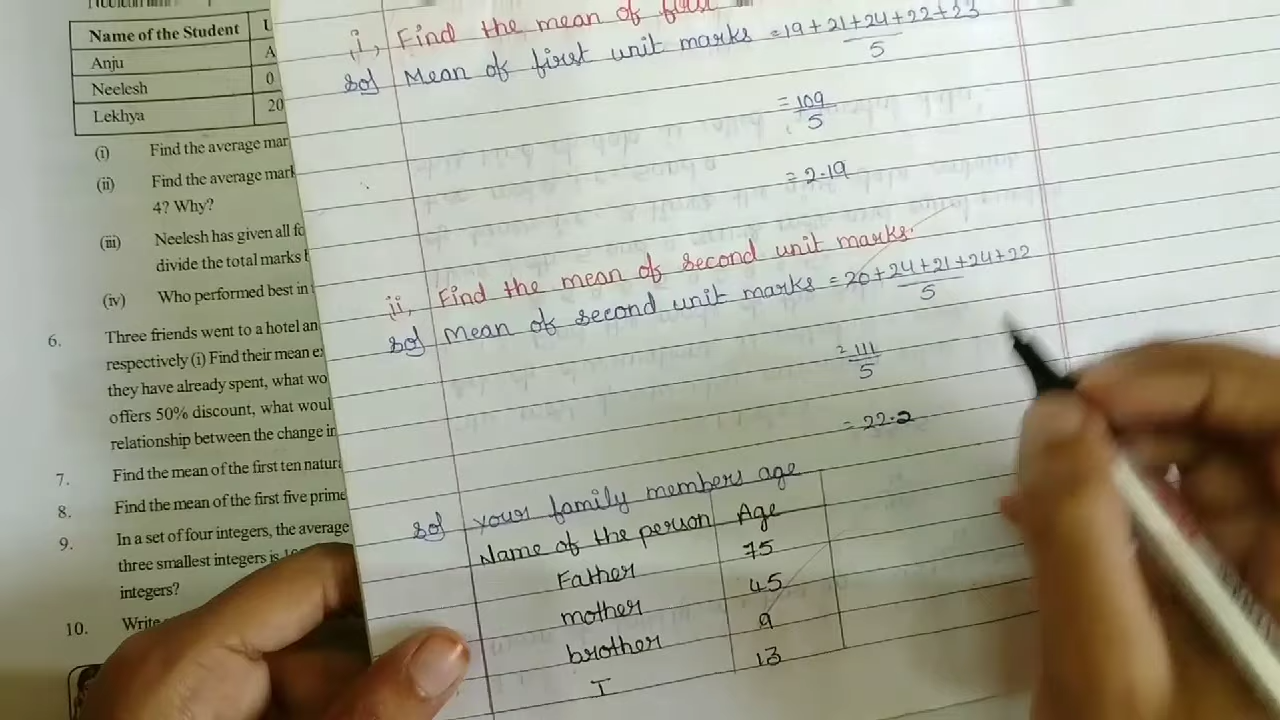 Name of the Student
Anju A
Neelesh 0
Lekhya 20
(i) Find the average mar
(ii) Find the average mark
4? Why?
(iii) Neelesh has given all fo
divide the total marks b
(iv) Who performed best in
6. Three friends went to a hotel an
respectively (i) Find their mean ex
they have already spent, what wo
offers 50% discount, what woul
relationship between the change in
7. Find the mean of the first ten natur
8. Find the mean of the first five prime
9. In a set of four integers, the average
three smallest integers is
integers?
10. Write
i, Find the mean of first
sol Mean of first unit marks = 19+21+24+22+23
5
= 109
5
= 2.19
ii, Find the mean of second unit marks.
sol Mean of second unit marks = 20+24+21+24+22
5
= 111
5
= 22.2
sol your family members age
Name of the person Age
Father 75
mother 45
brother 9
I 13